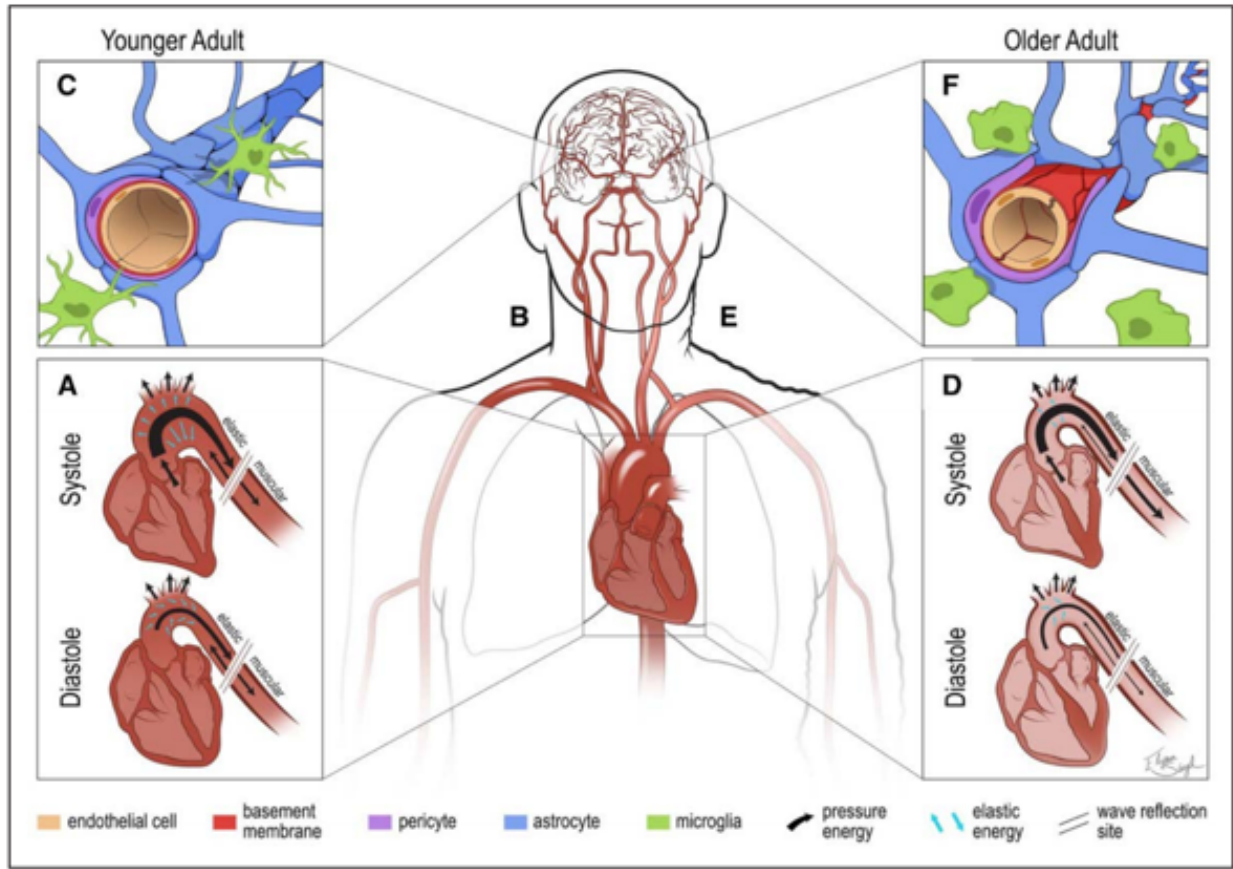 Younger Adult
Older Adult
C
F
B
E
A
Systole
elastic
muscular
Diastole
elastic
muscular
D
Systole
elastic
muscular
Diastole
elastic
muscular
endothelial cell
basement
membrane
pericyte
astrocyte
microglia
pressure
energy
elastic
energy
wave reflection
site